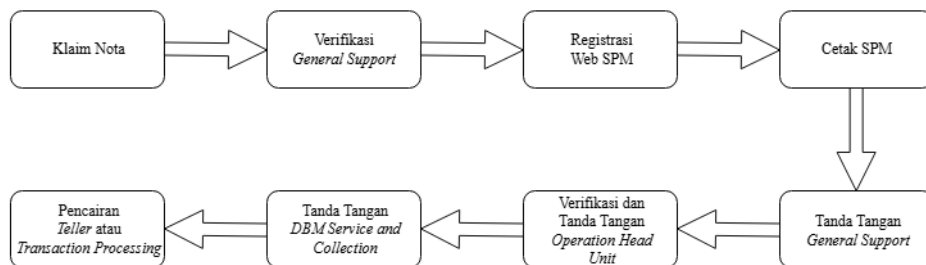 Klaim Nota
Verifikasi
General Support
Registrasi
Web SPM
Cetak SPM
Tanda Tangan
General Support
Verifikasi dan
Tanda Tangan
Operation Head
Unit
Tanda Tangan
DBM Service and
Collection
Pencairan
Teller atau
Transaction Processing